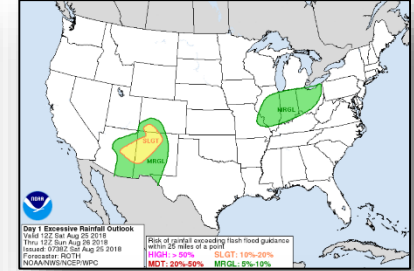 MRGL
SLGT
MRGL
NOAA
Day 1 Excessive Rainfall Outlook
Valid 12Z Sat Aug 25 2018
Thru 12Z Sun Aug 26 2018
Issued: 0738Z Sat Aug 25 2018
Forecaster: ROTH
NOAA/NWS/NCEP/WPC
Risk of rainfall exceeding flash flood guidance
within 25 miles of a point
HIGH: > 50% SLGT: 10%-20%
MDT: 20%-50% MRGL: 5%-10%